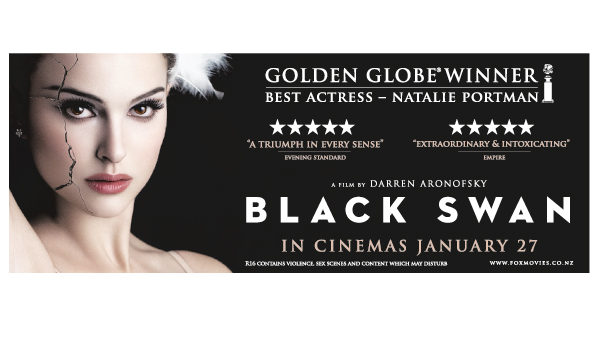 GOLDEN GLOBE® WINNER
BEST ACTRESS – NATALIE PORTMAN
★★★★★ ★★★★★
"A TRIUMPH IN EVERY SENSE" "EXTRAORDINARY & INTOXICATING"
EVENING STANDARD EMPIRE
A FILM BY DARREN ARONOFSKY
BLACK SWAN
IN CINEMAS JANUARY 27
R16 CONTAINS VIOLENCE, SEX SCENES AND CONTENT WHICH MAY DISTURB WWW.FOXMOVIES.CO.NZ